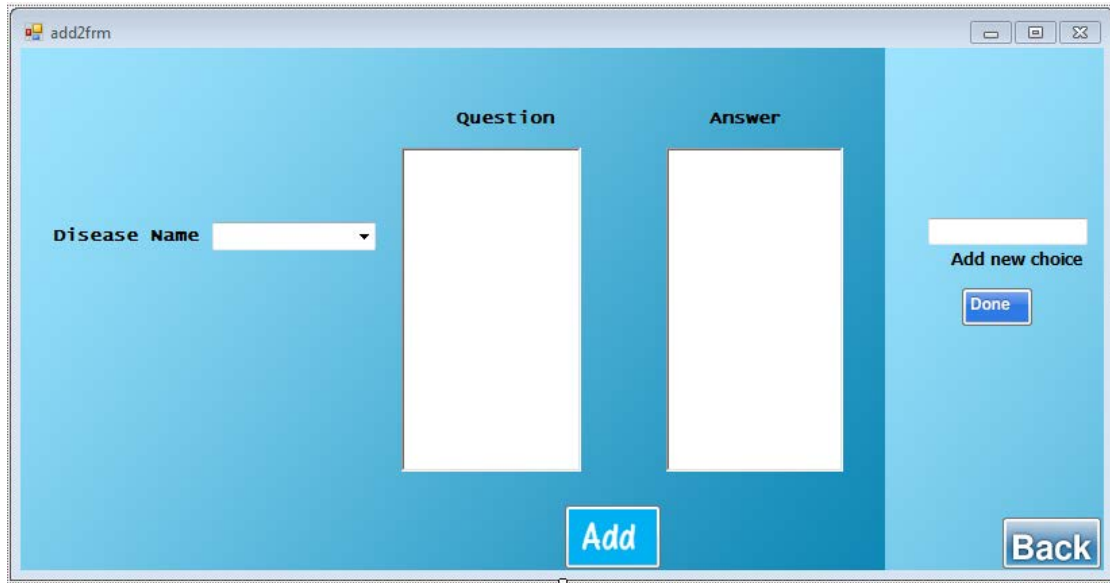 add2frm
Question Answer
Disease Name
Add new choice
Done
Add
Back